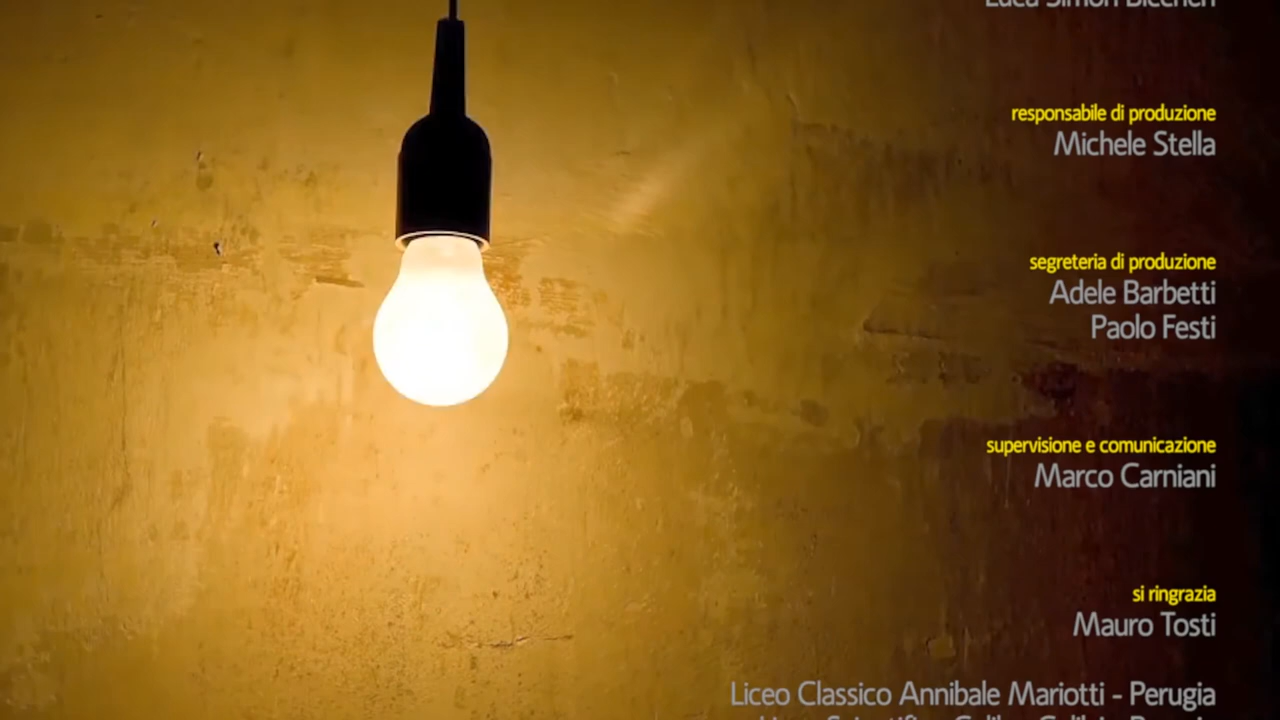 responsabile di produzione
Michele Stella
segreteria di produzione
Adele Barbetti
Paolo Festi
supervisione e comunicazione
Marco Carniani
si ringrazia
Mauro Tosti
Liceo Classico Annibale Mariotti - Perugia